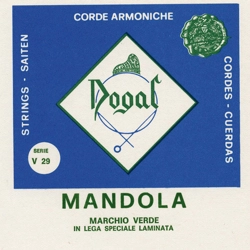 CORDE ARMONICHE
STRINGS - SAITEN
Dogal
CORDES - CUERDAS
SERIE
V 29
MANDOLA
MARCHIO VERDE
IN LEGA SPECIALE LAMINATA